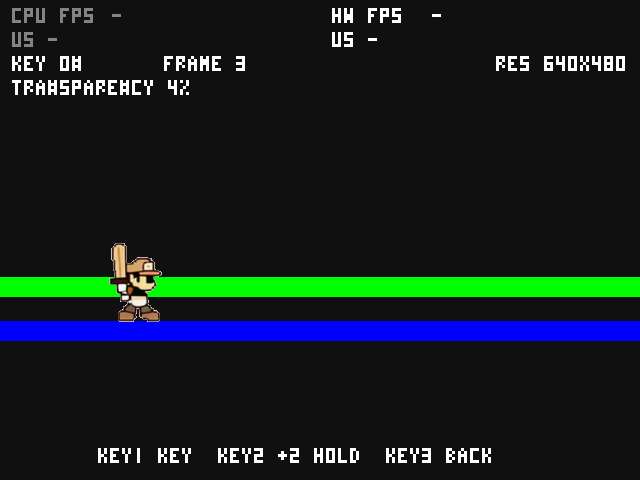 CPU FPS - HW FPS -
US - US -
KEY ON FRAME 3 RES 640X480
TRANSPARENCY 4%
KEY1 KEY KEY2 +2 HOLD KEY3 BACK